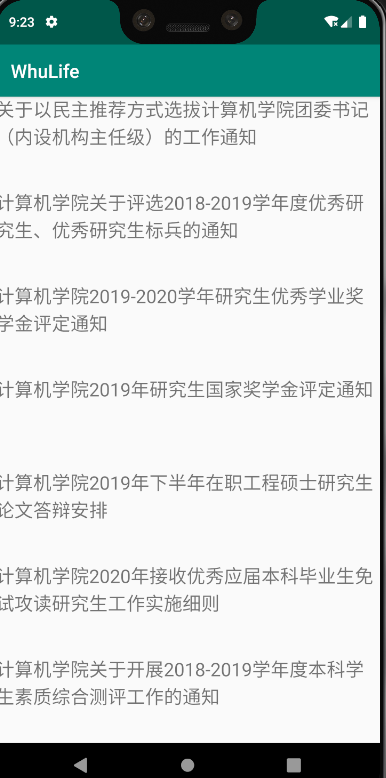 9:23
WhuLife
关于以民主推荐方式选拔计算机学院团委书记
（内设机构主任级）的工作通知
计算机学院关于评选2018-2019学年度优秀研
究生、优秀研究生标兵的通知
计算机学院2019-2020学年研究生优秀学业奖
学金评定通知
计算机学院2019年研究生国家奖学金评定通知
计算机学院2019年下半年在职工程硕士研究生
论文答辩安排
计算机学院2020年接收优秀应届本科毕业生免
试攻读研究生工作实施细则
计算机学院关于开展2018-2019学年度本科学
生素质综合测评工作的通知